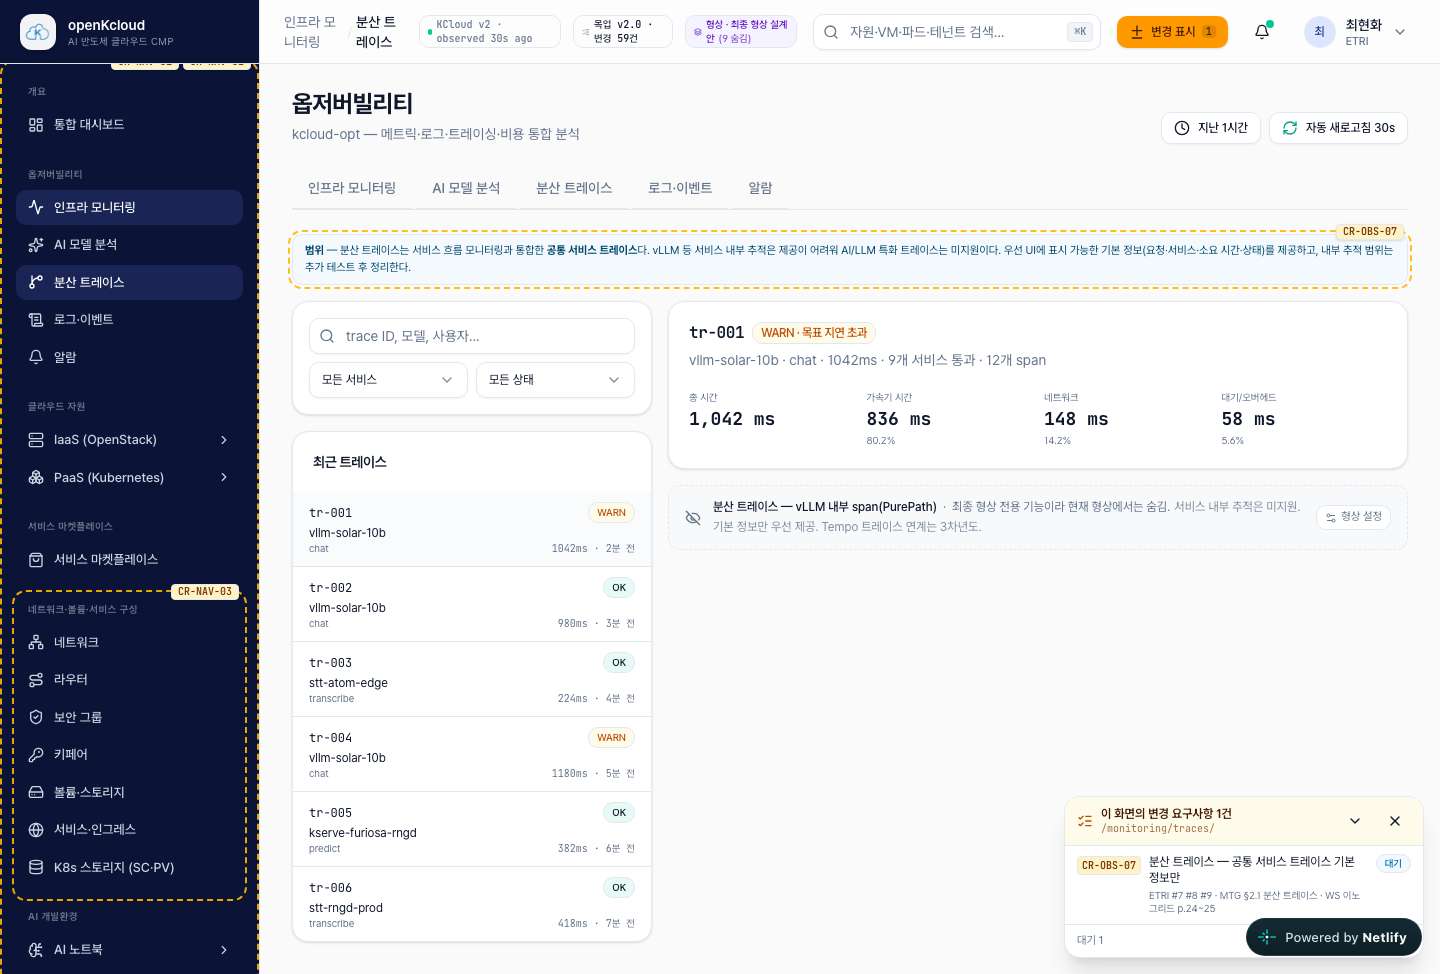 openKcloud
AI 반도체 클라우드 CMP
인프라 모니터링
/
분산 트레이스
KCloud v2 · observed 30s ago
목업 v2.0 · 변경 59건
형상 · 최종 형상 설계안 (9 숨김)
자원·VM·파드·테넌트 검색...
⌘K
변경 표시 1
최
최현화
ETRI
개요
통합 대시보드
옵저버빌리티
인프라 모니터링
AI 모델 분석
분산 트레이스
로그·이벤트
알람
클라우드 자원
IaaS (OpenStack)
PaaS (Kubernetes)
서비스 마켓플레이스
서비스 마켓플레이스
CR-NAV-03
네트워크·볼륨·서비스 구성
네트워크
라우터
보안 그룹
키페어
볼륨·스토리지
서비스·인그레스
K8s 스토리지 (SC·PV)
AI 개발환경
AI 노트북
옵저버빌리티
kcloud-opt — 메트릭·로그·트레이싱·비용 통합 분석
지난 1시간
자동 새로고침 30s
인프라 모니터링
AI 모델 분석
분산 트레이스
로그·이벤트
알람
CR-OBS-07
범위 — 분산 트레이스는 서비스 흐름 모니터링과 통합한 공통 서비스 트레이스다. vLLM 등 서비스 내부 추적은 제공이 어려워 AI/LLM 특화 트레이스는 미지원이다. 우선 UI에 표시 가능한 기본 정보(요청·서비스·소요 시간·상태)를 제공하고, 내부 추적 범위는
추가 테스트 후 정리한다.
trace ID, 모델, 사용자...
모든 서비스
모든 상태
최근 트레이스
tr-001
WARN
vllm-solar-10b
chat
1042ms · 2분 전
tr-002
OK
vllm-solar-10b
chat
980ms · 3분 전
tr-003
OK
stt-atom-edge
transcribe
224ms · 4분 전
tr-004
WARN
vllm-solar-10b
chat
1180ms · 5분 전
tr-005
OK
kserve-furiosa-rngd
predict
382ms · 6분 전
tr-006
OK
stt-rngd-prod
transcribe
418ms · 7분 전
tr-001
WARN · 목표 지연 초과
vllm-solar-10b · chat · 1042ms · 9개 서비스 통과 · 12개 span
총 시간
1,042 ms
가속기 시간
836 ms
80.2%
네트워크
148 ms
14.2%
대기/오버헤드
58 ms
5.6%
분산 트레이스 — vLLM 내부 span(PurePath) · 최종 형상 전용 기능이라 현재 형상에서는 숨김. 서비스 내부 추적은 미지원.
기본 정보만 우선 제공. Tempo 트레이스 연계는 3차년도.
형상 설정
이 화면의 변경 요구사항 1건
/monitoring/traces/
CR-OBS-07
분산 트레이스 — 공통 서비스 트레이스 기본
정보만
대기
ETRI #7 #8 #9 · MTG §2.1 분산 트레이스 · WS 이노
그리드 p.24~25
대기 1
Powered by Netlify